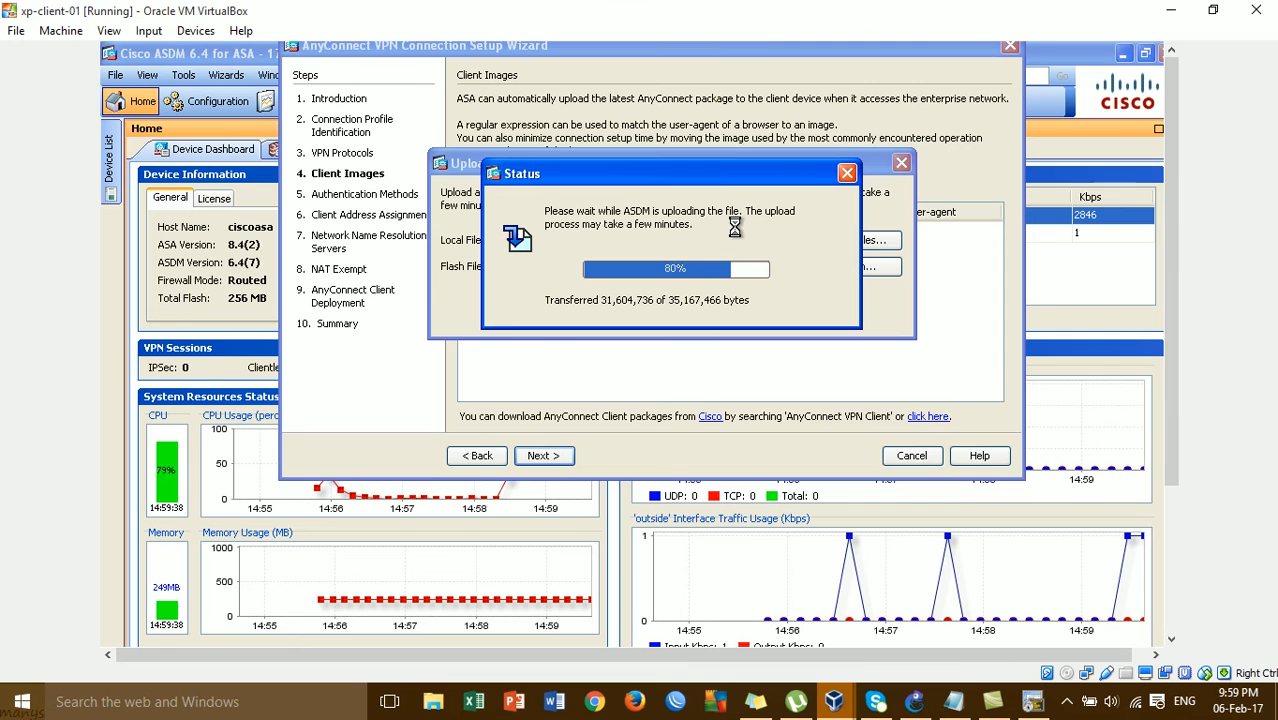 xp-client-01 [Running] - Oracle VM VirtualBox
File Machine View Input Devices Help
Cisco ASDM 6.4 for ASA - 17
AnyConnect VPN Connection Setup Wizard
File View Tools Wizards
Go
Home Configuration
CISCO
Device List
Home
Device Dashboard
Device Information
General License
Host Name: ciscoasa
ASA Version: 8.4(2)
ASDM Version: 6.4(7)
Firewall Mode: Routed
Total Flash: 256 MB
VPN Sessions
IPSec: 0
System Resources Status
CPU CPU Usage (perc
79%
14:59:38
100
50
0
14:55 14:56 14:57 14:58 14:59
Memory Memory Usage (MB)
249MB
14:59:38
1000
500
0
14:55 14:56 14:57 14:58 14:59
Steps
1. Introduction
2. Connection Profile
Identification
3. VPN Protocols
4. Client Images
5. Authentication Methods
6. Client Address Assignmen
7. Network Name Resolution
Servers
8. NAT Exempt
9. AnyConnect Client
Deployment
10. Summary
Client Images
ASA can automatically upload the latest AnyConnect package to the client device when it accesses the enterprise network.
A regular expression can be used to match the user-agent of a browser to an image.
You can also minimize connection setup time by moving the image used by the most commonly encountered operation
Status
Please wait while ASDM is uploading the file. The upload
process may take a few minutes.
80%
Transferred 31,604,736 of 35,167,466 bytes
You can download AnyConnect Client packages from Cisco by searching 'AnyConnect VPN Client' or click here.
< Back Next > Cancel Help
Kbps
2846
1
14:59
UDP: 0 TCP: 0 Total: 0
'outside' Interface Traffic Usage (Kbps)
1
0
14:55 14:56 14:57 14:58 14:59
Input Kbps: 1 Output Kbps: 0
Right Ctrl
Search the web and Windows
ENG
9:59 PM
06-Feb-17